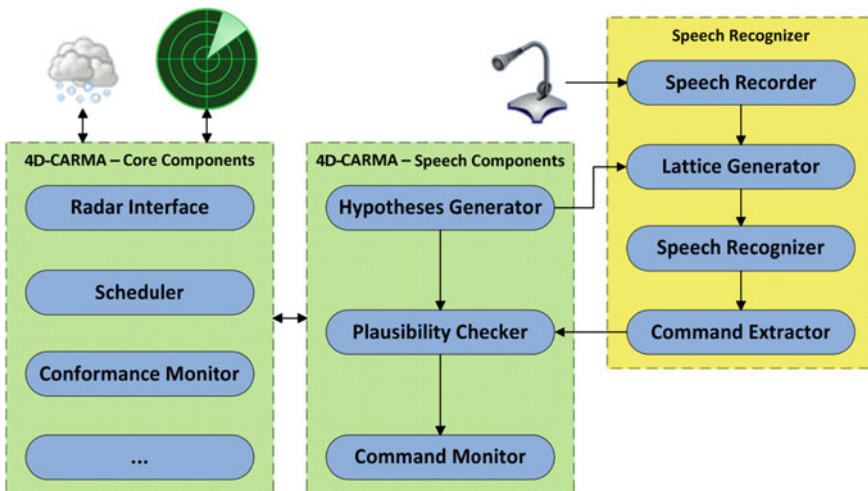 Speech Recognizer
Speech Recorder
4D-CARMA – Core Components
4D-CARMA – Speech Components
Lattice Generator
Radar Interface
Hypotheses Generator
Speech Recognizer
Scheduler
Plausibility Checker
Command Extractor
Conformance Monitor
...
Command Monitor